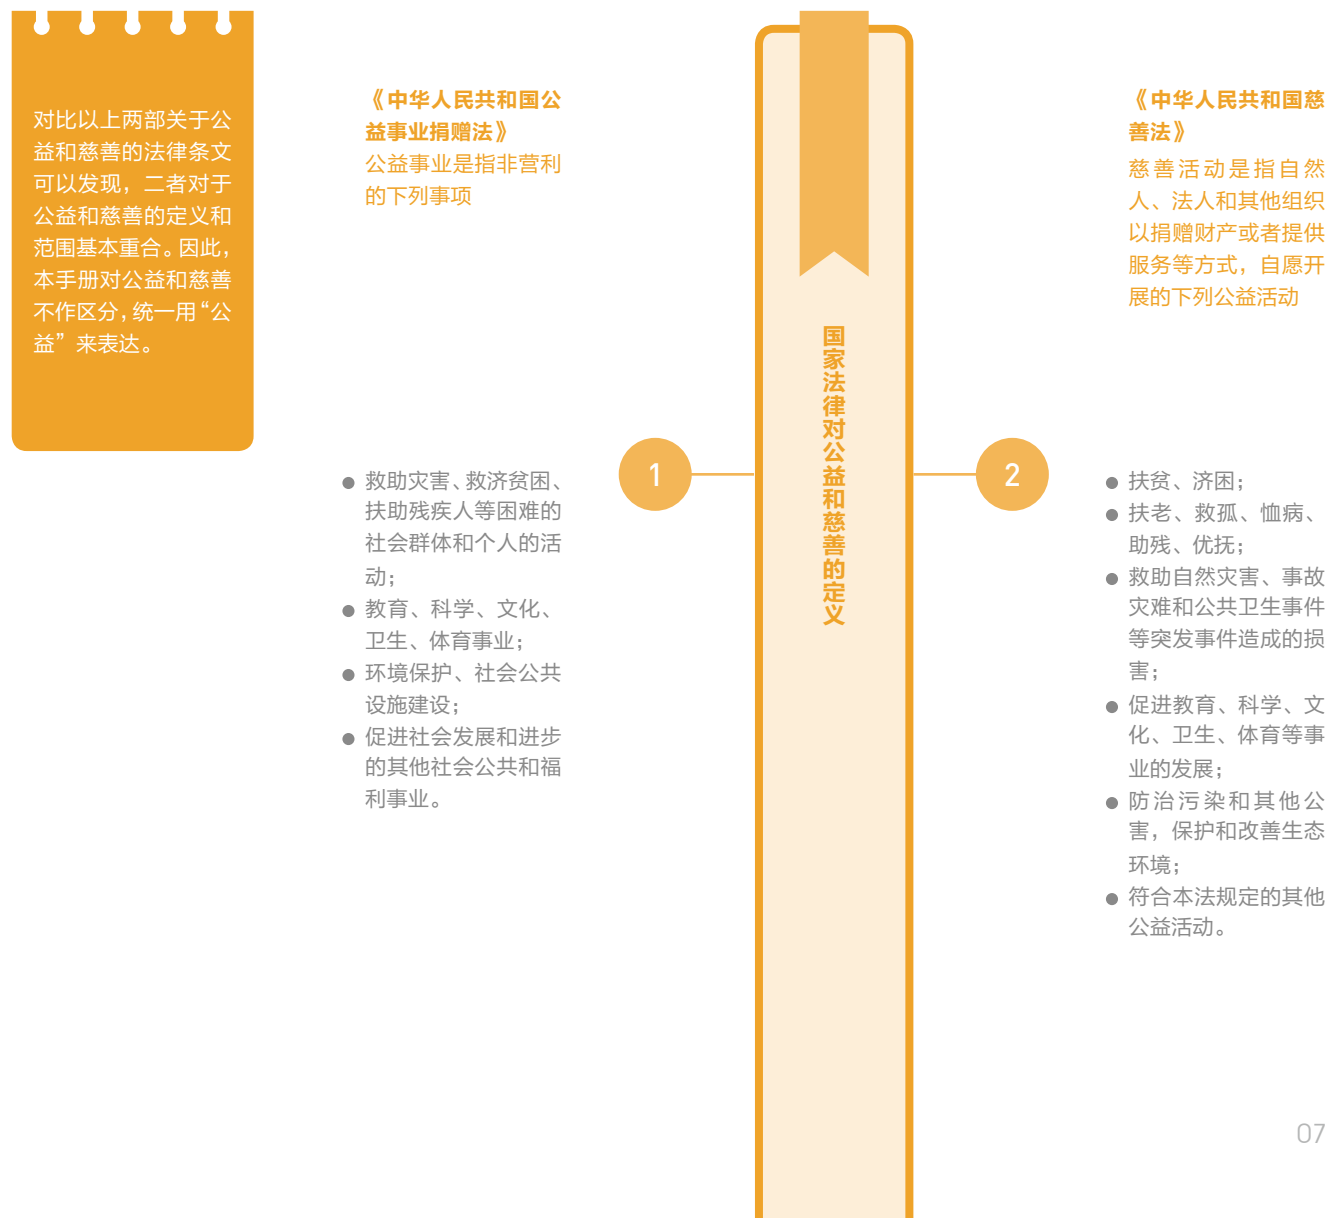 对比以上两部关于公
益和慈善的法律条文
可以发现，二者对于
公益和慈善的定义和
范围基本重合。因此，
本手册对公益和慈善
不作区分，统一用“公
益”来表达。
《中华人民共和国公
益事业捐赠法》
公益事业是指非营利
的下列事项
● 救助灾害、救济贫困、
扶助残疾人等困难的
社会群体和个人的活
动；
● 教育、科学、文化、
卫生、体育事业；
● 环境保护、社会公共
设施建设；
● 促进社会发展和进步
的其他社会公共和福
利事业。
1
国家法律对公益和慈善的定义
2
《中华人民共和国慈
善法》
慈善活动是指自然
人、法人和其他组织
以捐赠财产或者提供
服务等方式，自愿开
展的下列公益活动
● 扶贫、济困；
● 扶老、救孤、恤病、
助残、优抚；
● 救助自然灾害、事故
灾难和公共卫生事件
等突发事件造成的损
害；
● 促进教育、科学、文
化、卫生、体育等事
业的发展；
● 防治污染和其他公
害，保护和改善生态
环境；
● 符合本法规定的其他
公益活动。
07